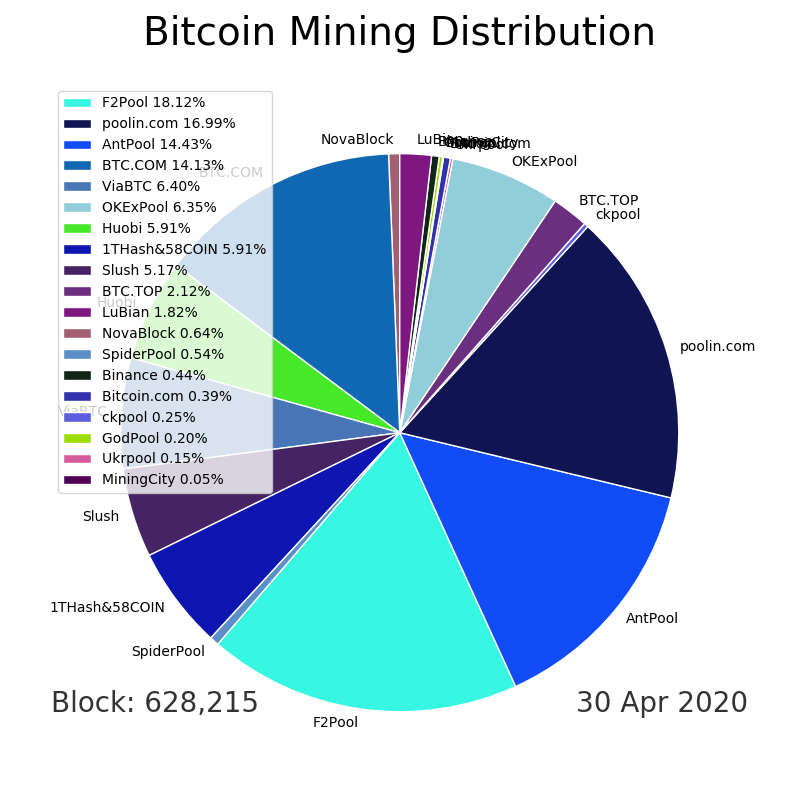 Bitcoin Mining Distribution
F2Pool 18.12%
poolin.com 16.99%
AntPool 14.43%
BTC.COM 14.13%
ViaBTC 6.40%
OKExPool 6.35%
Huobi 5.91%
1THash&58COIN 5.91%
Slush 5.17%
BTC.TOP 2.12%
LuBian 1.82%
NovaBlock 0.64%
SpiderPool 0.54%
Binance 0.44%
Bitcoin.com 0.39%
ckpool 0.25%
GodPool 0.20%
Ukrpool 0.15%
MiningCity 0.05%
NovaBlock
LuBian
OKExPool
BTC.TOP
ckpool
poolin.com
AntPool
F2Pool
SpiderPool
1THash&58COIN
Slush
ViaBTC
Huobi
BTC.COM
Block: 628,215
30 Apr 2020